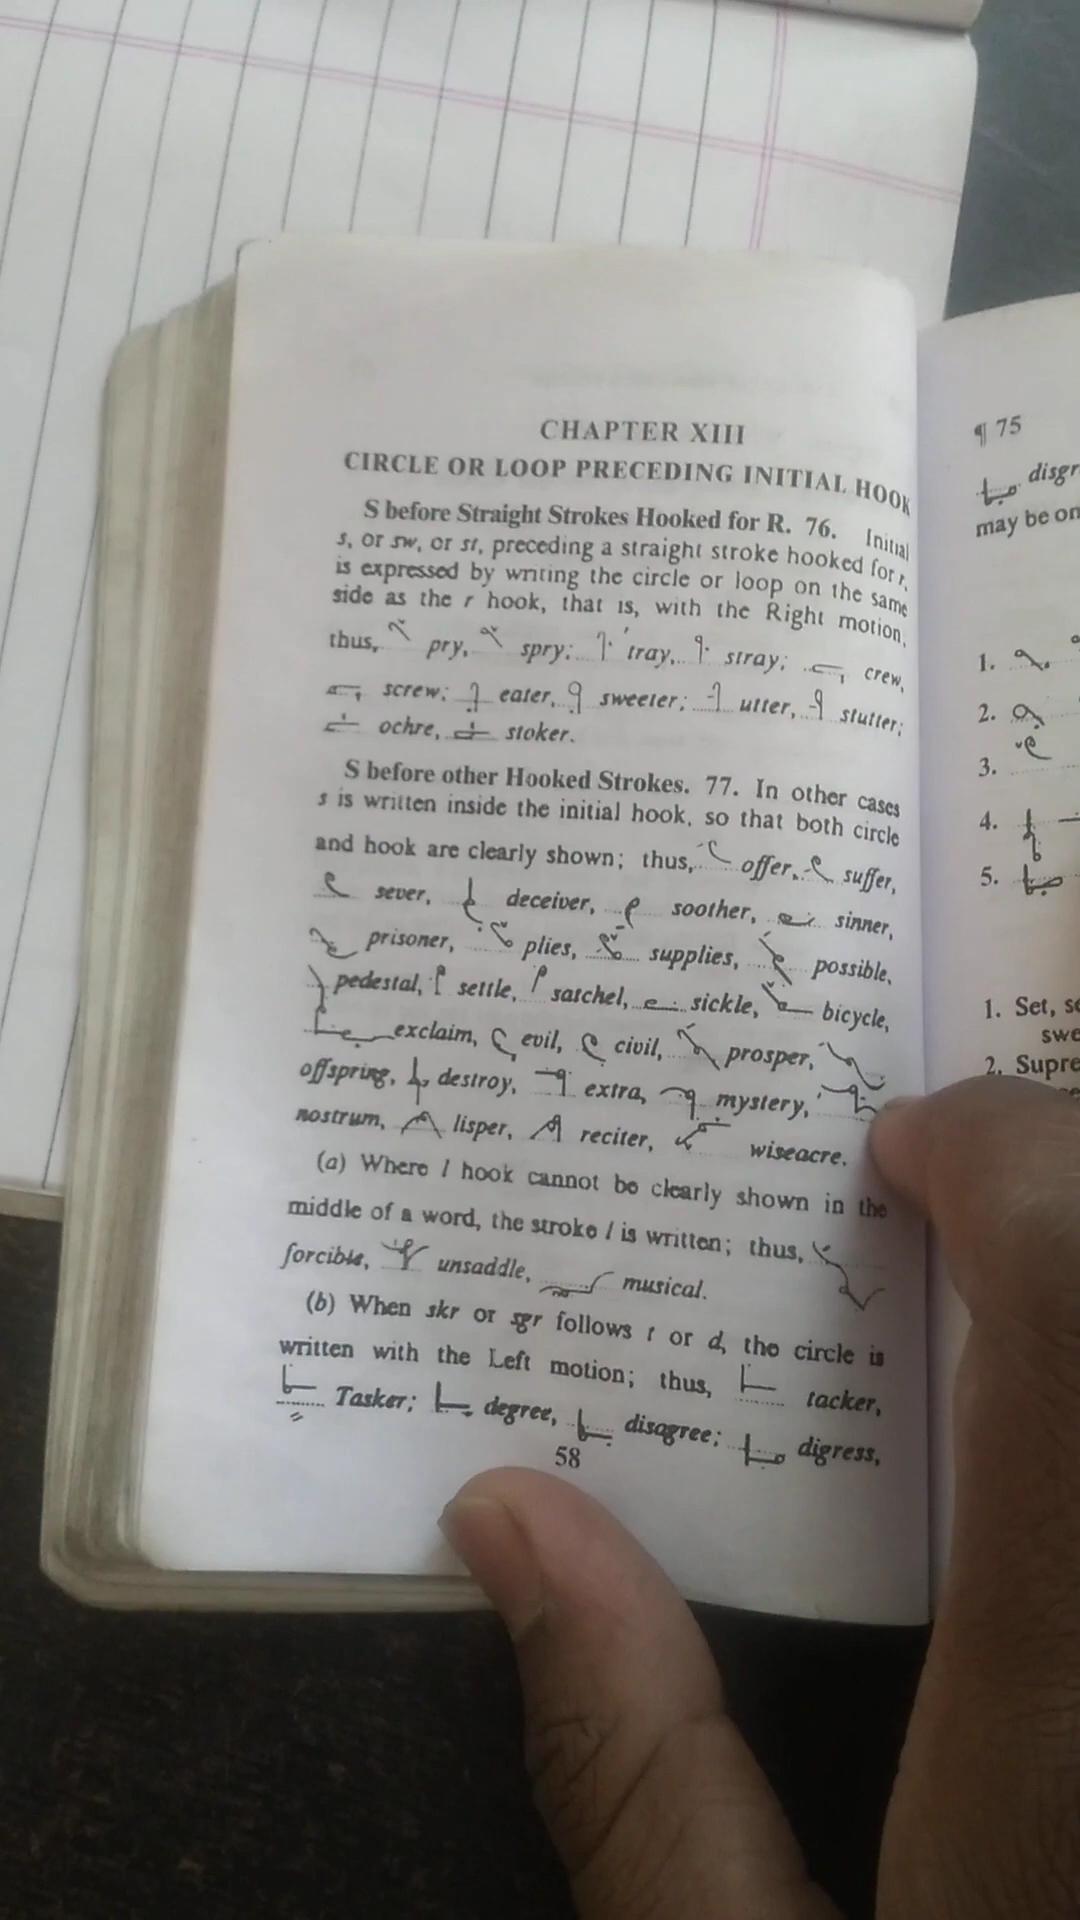 CHAPTER XIII
CIRCLE OR LOOP PRECEDING INITIAL HOOK
S before Straight Strokes Hooked for R. 76. Initial
s, or sw, or st, preceding a straight stroke hooked for r,
is expressed by writing the circle or loop on the same
side as the r hook, that is, with the Right motion,
thus, pry, spry; tray, stray; crew,
screw; eater, sweeter; utter, stutter;
ochre, stoker.
S before other Hooked Strokes. 77. In other cases
s is written inside the initial hook, so that both circle
and hook are clearly shown; thus, offer, suffer,
sever, deceiver, soother, sinner,
prisoner, plies, supplies, possible,
pedestal, settle, satchel, sickle, bicycle,
exclaim, evil, civil, prosper,
offspring, destroy, extra, mystery,
nostrum, lisper, reciter, wiseacre.
(a) Where l hook cannot be clearly shown in the
middle of a word, the stroke l is written; thus,
forcible, unsaddle, musical.
(b) When skr or sgr follows t or d, the circle is
written with the Left motion; thus, tacker,
Tasker; degree, disagree; digress,
58
¶ 75
disgr
may be on
1.
2.
3.
4.
5.
1. Set, sc
swe
2. Supre